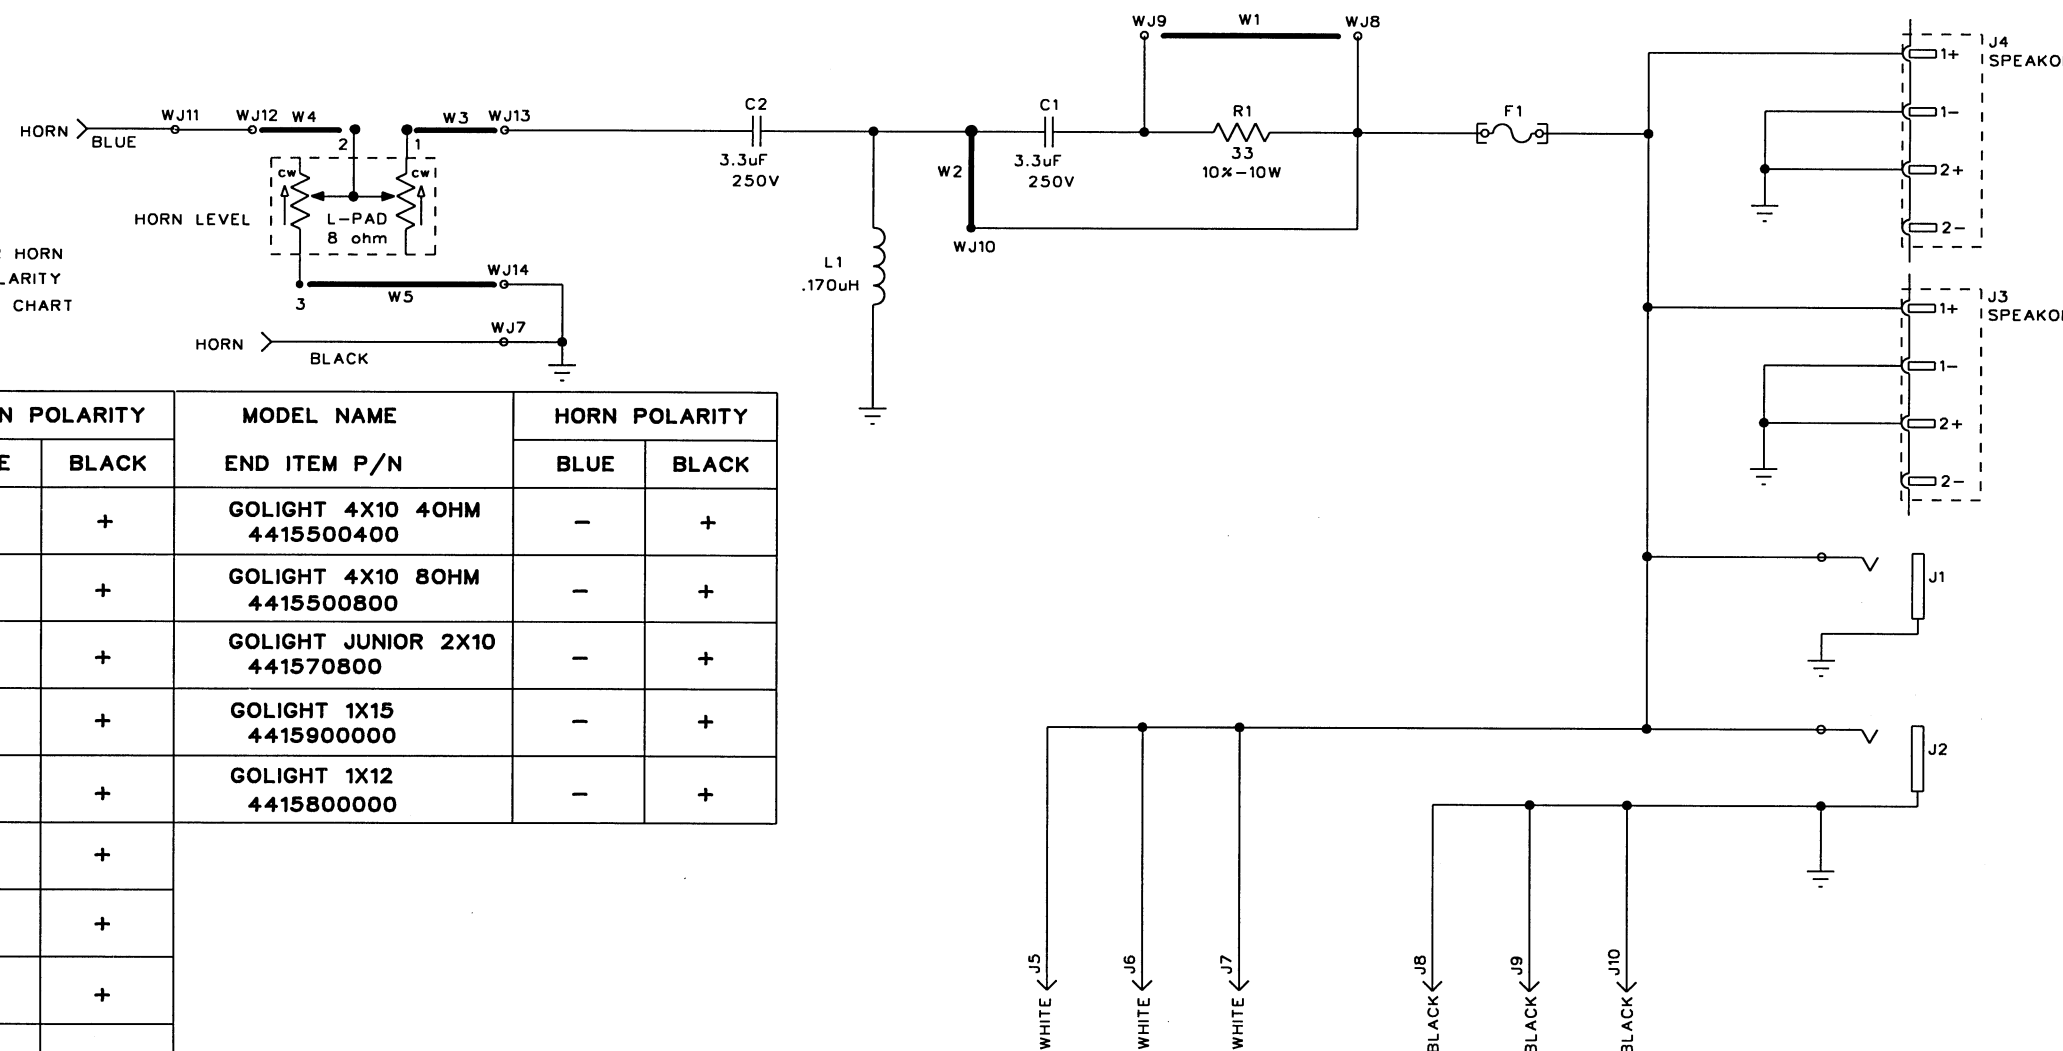 WJ9 W1 WJ8
J4
1+ SPEAKO
1-
2+
2-
C2 C1 R1 F1
WJ11 WJ12 W4 W3 WJ13
HORN BLUE
2 1
3.3uF
250V
3.3uF
250V
33
10%-10W
CW CW
W2
HORN LEVEL
L-PAD
8 ohm
WJ10
HORN
LARITY
CHART
WJ14
W5
3
L1
.170uH
HORN WJ7
BLACK
J3
1+ SPEAKO
1-
2+
2-
N POLARITY MODEL NAME HORN POLARITY
E BLACK END ITEM P/N BLUE BLACK
+ GOLIGHT 4X10 4OHM - +
4415500400
+ GOLIGHT 4X10 8OHM - +
4415500800
+ GOLIGHT JUNIOR 2X10 - +
441570800
+ GOLIGHT 1X15 - +
4415900000
+ GOLIGHT 1X12 - +
4415800000
+
+
+
J1
J2
J5 J6 J7 J8 J9 J10
WHITE WHITE WHITE BLACK BLACK BLACK